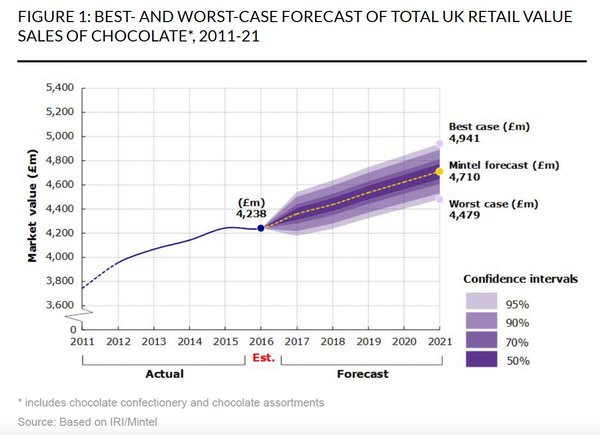 FIGURE 1: BEST- AND WORST-CASE FORECAST OF TOTAL UK RETAIL VALUE
SALES OF CHOCOLATE*, 2011-21
Market value (£m)
5,400
5,200
5,000
4,800
4,600
4,400
4,200
4,000
3,800
3,600
0
(£m)
4,238
Best case (£m)
4,941
Mintel forecast (£m)
4,710
Worst case (£m)
4,479
Confidence intervals
95%
90%
70%
50%
2011 2012 2013 2014 2015 2016 2017 2018 2019 2020 2021
Actual Est. Forecast
* includes chocolate confectionery and chocolate assortments
Source: Based on IRI/Mintel